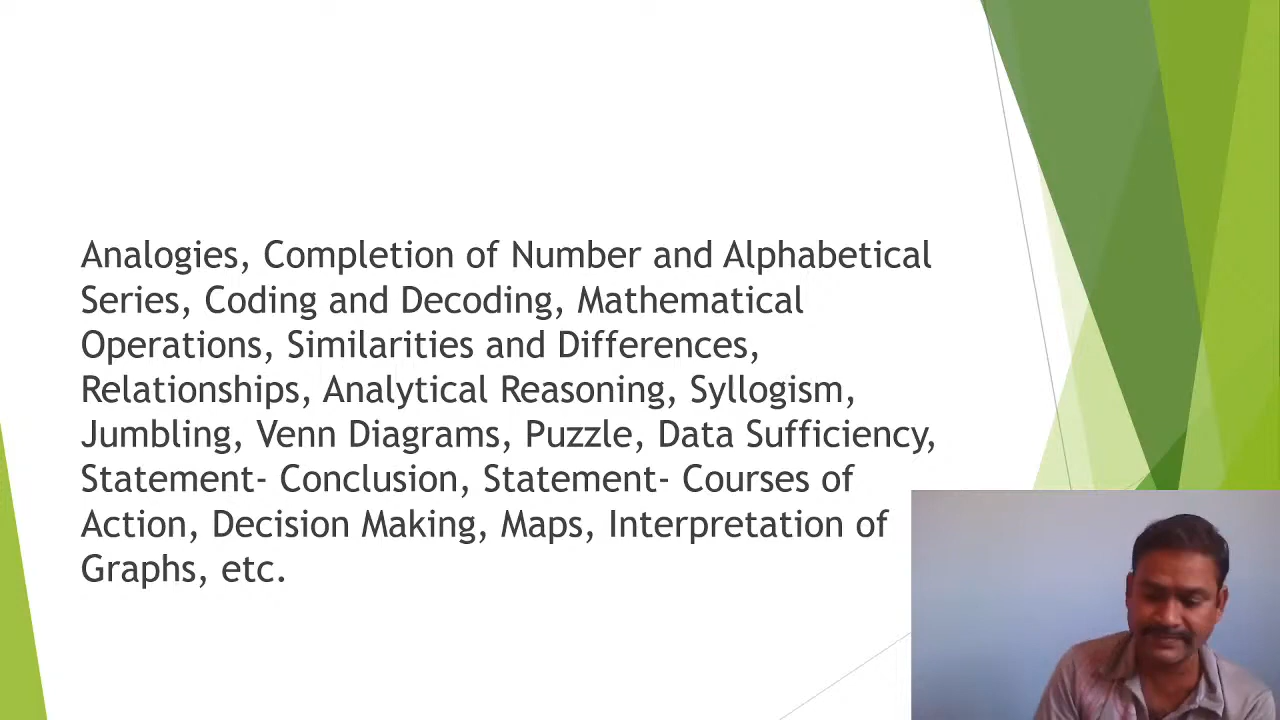 Analogies, Completion of Number and Alphabetical
Series, Coding and Decoding, Mathematical
Operations, Similarities and Differences,
Relationships, Analytical Reasoning, Syllogism,
Jumbling, Venn Diagrams, Puzzle, Data Sufficiency,
Statement- Conclusion, Statement- Courses of
Action, Decision Making, Maps, Interpretation of
Graphs, etc.